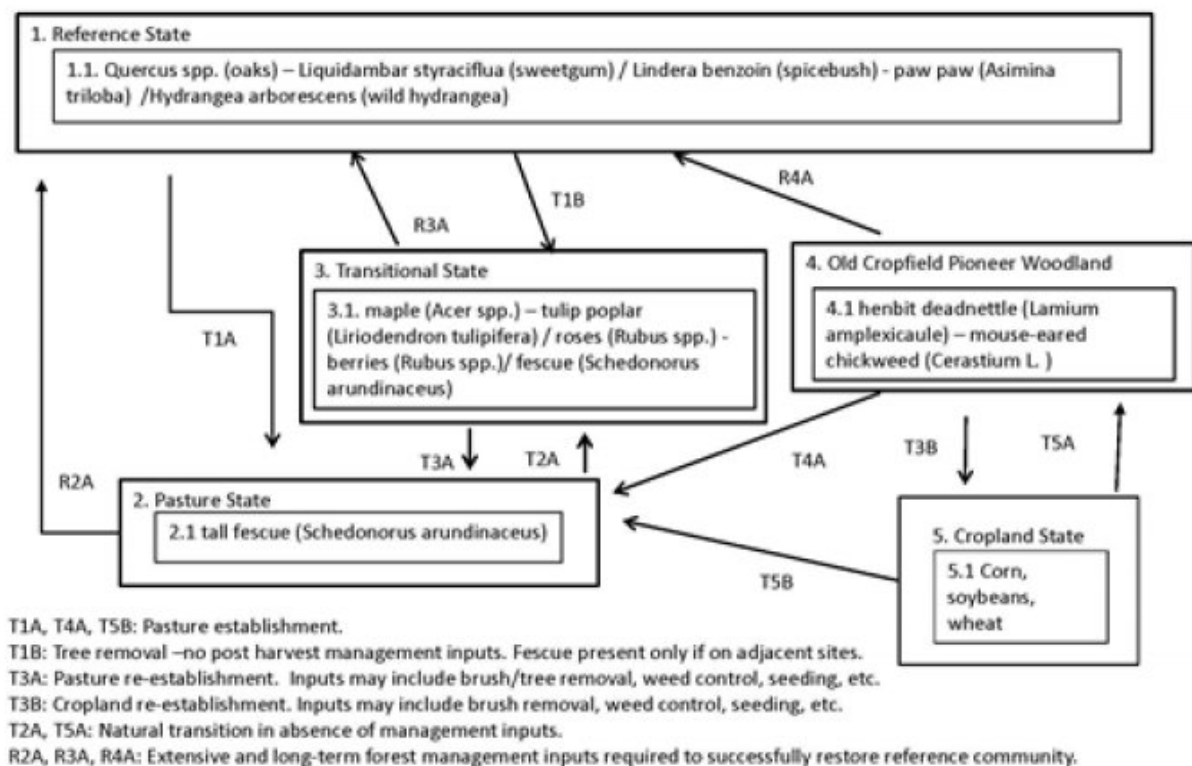 1. Reference State
1.1. Quercus spp. (oaks) – Liquidambar styraciflua (sweetgum) / Lindera benzoin (spicebush) - paw paw (Asimina
triloba) /Hydrangea arborescens (wild hydrangea)
R4A
T1B
R3A
3. Transitional State
3.1. maple (Acer spp.) – tulip poplar
(Liriodendron tulipifera) / roses (Rubus spp.) -
berries (Rubus spp.)/ fescue (Schedonorus
arundinaceus)
4. Old Cropfield Pioneer Woodland
4.1 henbit deadnettle (Lamium
amplexicaule) – mouse-eared
chickweed (Cerastium L. )
T1A
T3A
T2A
T4A
T3B
T5A
R2A
2. Pasture State
2.1 tall fescue (Schedonorus arundinaceus)
5. Cropland State
5.1 Corn,
soybeans,
wheat
T5B
T1A, T4A, T5B: Pasture establishment.
T1B: Tree removal –no post harvest management inputs. Fescue present only if on adjacent sites.
T3A: Pasture re-establishment.  Inputs may include brush/tree removal, weed control, seeding, etc.
T3B: Cropland re-establishment. Inputs may include brush removal, weed control, seeding, etc.
T2A, T5A: Natural transition in absence of management inputs.
R2A, R3A, R4A: Extensive and long-term forest management inputs required to successfully restore reference community.